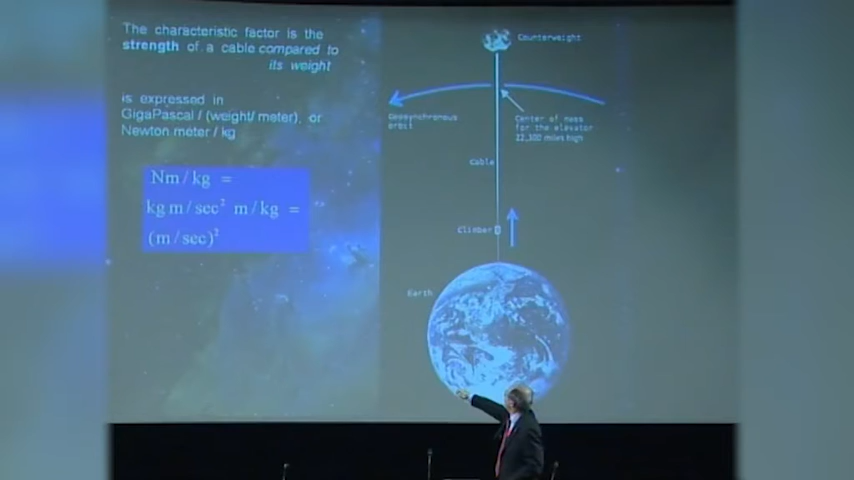 The characteristic factor is the
strength of a cable compared to
its weight
is expressed in
GigaPascal / (weight/ meter), or
Newton meter / kg
Nm / kg =
kg m / sec² m / kg =
(m / sec)²
Counterweight
Geosynchronous
orbit
Center of mass
for the elevator
22,300 miles high
Cable
Climber
Earth